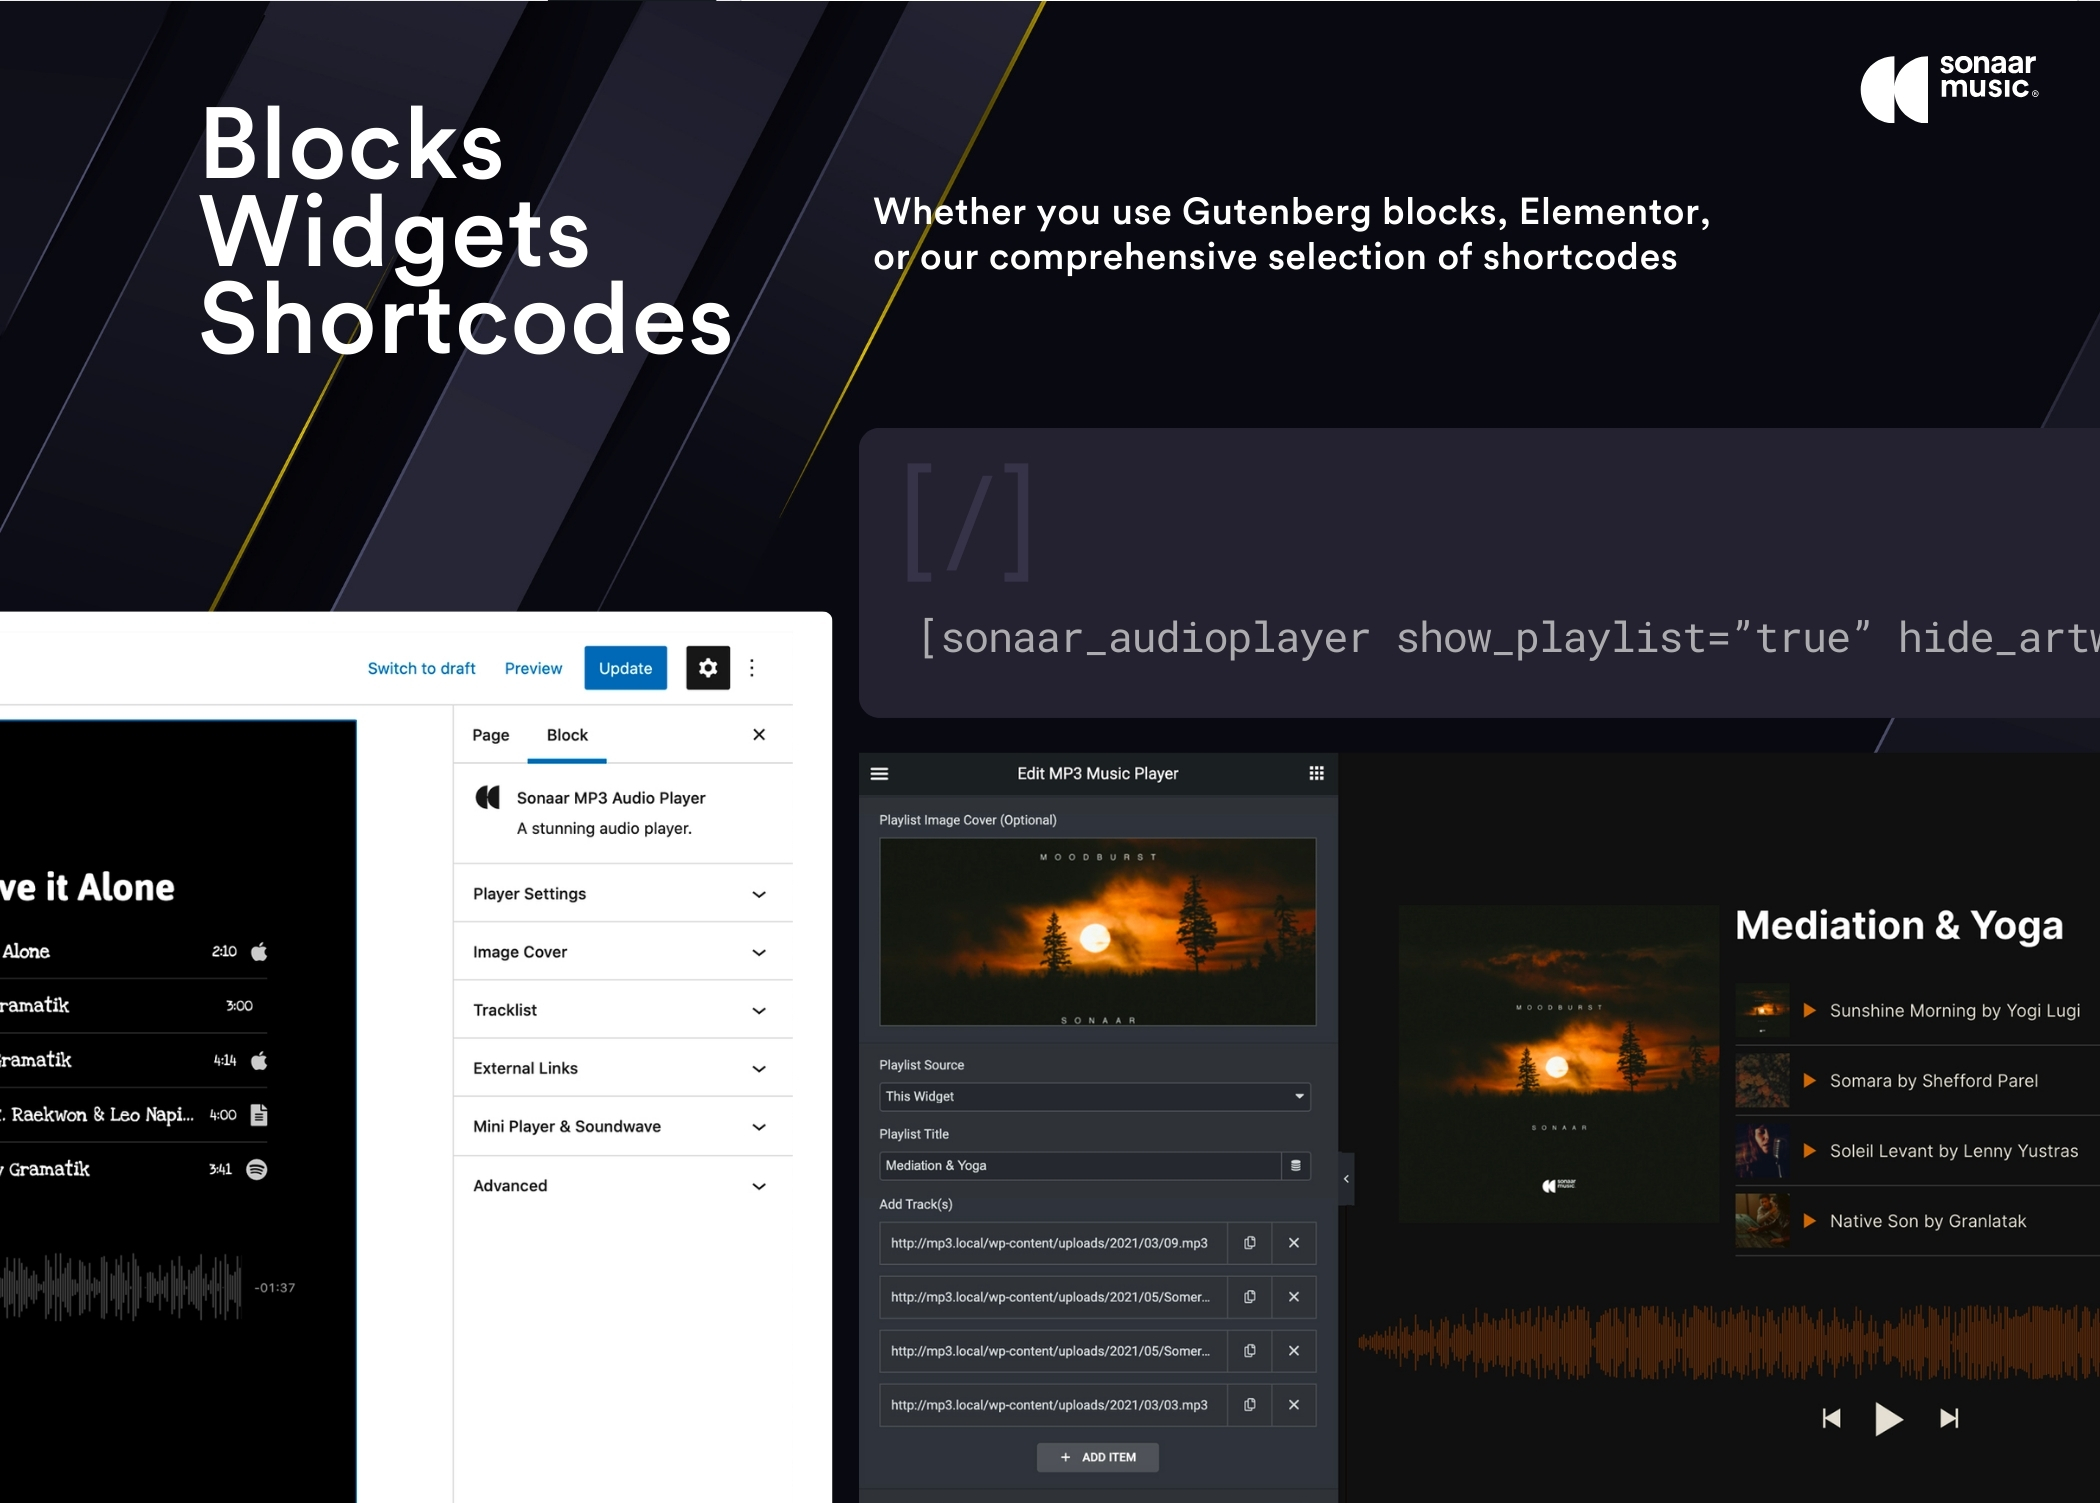 sonaar
music®
Blocks
Widgets
Shortcodes
Whether you use Gutenberg blocks, Elementor,
or our comprehensive selection of shortcodes
[/]
[sonaar_audioplayer show_playlist=”true” hide_artw
Switch to draft Preview Update
Page Block
Sonaar MP3 Audio Player
A stunning audio player.
Player Settings
Image Cover
Tracklist
External Links
Mini Player & Soundwave
Advanced
ve it Alone
Alone 2:10
ramatik 3:00
ramatik 4:14
. Raekwon & Leo Napi... 4:00
Gramatik 3:41
-01:37
Edit MP3 Music Player
Playlist Image Cover (Optional)
MOODBURST
SONAAR
Playlist Source
This Widget
Playlist Title
Mediation & Yoga
Add Track(s)
http://mp3.local/wp-content/uploads/2021/03/09.mp3
http://mp3.local/wp-content/uploads/2021/05/Somer...
http://mp3.local/wp-content/uploads/2021/05/Somer...
http://mp3.local/wp-content/uploads/2021/03/03.mp3
+ ADD ITEM
MOODBURST
SONAAR
sonaar
music
Mediation & Yoga
Sunshine Morning by Yogi Lugi
Somara by Shefford Parel
Soleil Levant by Lenny Yustras
Native Son by Granlatak